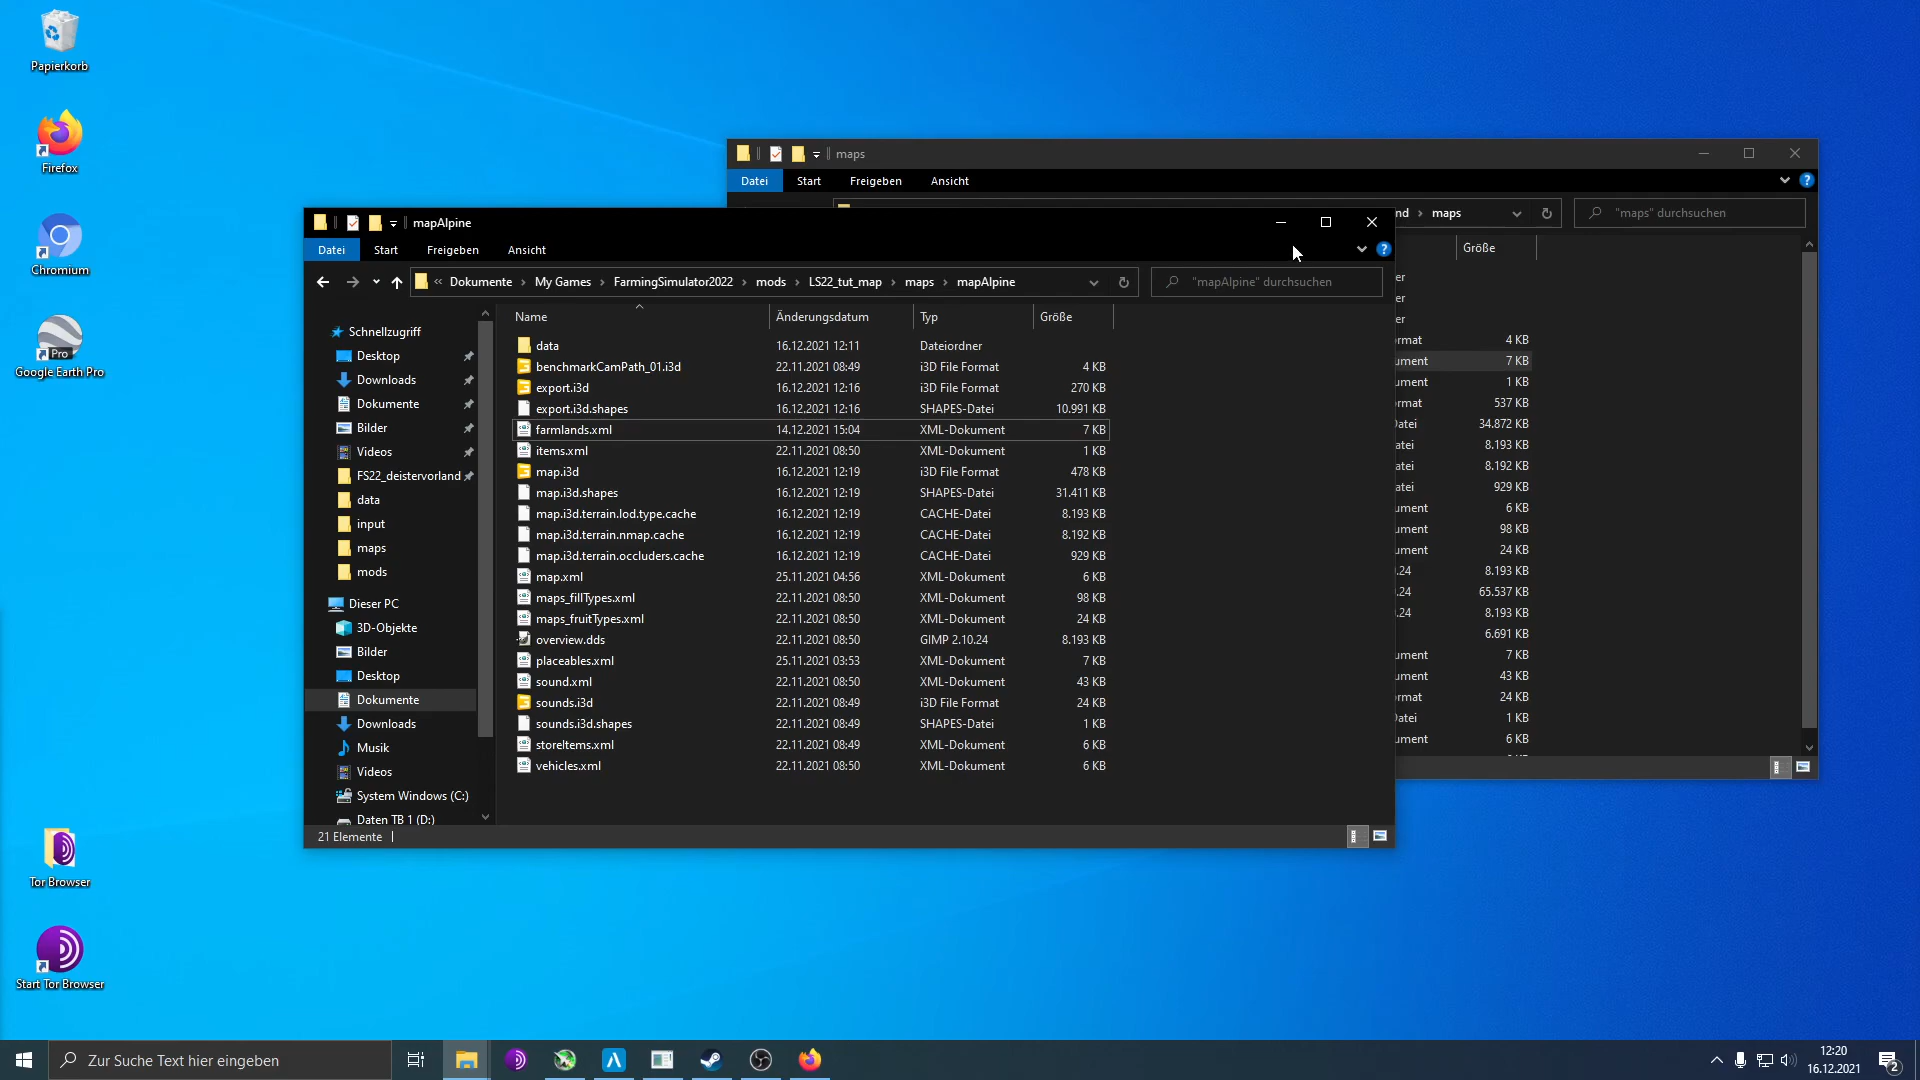 Papierkorb
Firefox
Chromium
Pro
Google Earth Pro
Tor Browser
Start Tor Browser
maps
Datei Start Freigeben Ansicht
nd › maps "maps" durchsuchen
Größe
4 KB
7 KB
1 KB
537 KB
34.872 KB
8.193 KB
8.192 KB
929 KB
6 KB
98 KB
24 KB
.24 8.193 KB
.24 65.537 KB
.24 8.193 KB
6.691 KB
7 KB
43 KB
24 KB
1 KB
6 KB
mapAlpine
Datei Start Freigeben Ansicht
« Dokumente › My Games › FarmingSimulator2022 › mods › LS22_tut_map › maps › mapAlpine "mapAlpine" durchsuchen
Schnellzugriff
Desktop
Downloads
Dokumente
Bilder
Videos
FS22_deistervorland
data
input
maps
mods
Dieser PC
3D-Objekte
Bilder
Desktop
Dokumente
Downloads
Musik
Videos
System Windows (C:)
Daten TB 1 (D:)
Name Änderungsdatum Typ Größe
data 16.12.2021 12:11 Dateiordner
benchmarkCamPath_01.i3d 22.11.2021 08:49 i3D File Format 4 KB
export.i3d 16.12.2021 12:16 i3D File Format 270 KB
export.i3d.shapes 16.12.2021 12:16 SHAPES-Datei 10.991 KB
farmlands.xml 14.12.2021 15:04 XML-Dokument 7 KB
items.xml 22.11.2021 08:50 XML-Dokument 1 KB
map.i3d 16.12.2021 12:19 i3D File Format 478 KB
map.i3d.shapes 16.12.2021 12:19 SHAPES-Datei 31.411 KB
map.i3d.terrain.lod.type.cache 16.12.2021 12:19 CACHE-Datei 8.193 KB
map.i3d.terrain.nmap.cache 16.12.2021 12:19 CACHE-Datei 8.192 KB
map.i3d.terrain.occluders.cache 16.12.2021 12:19 CACHE-Datei 929 KB
map.xml 25.11.2021 04:56 XML-Dokument 6 KB
maps_fillTypes.xml 22.11.2021 08:50 XML-Dokument 98 KB
maps_fruitTypes.xml 22.11.2021 08:50 XML-Dokument 24 KB
overview.dds 22.11.2021 08:50 GIMP 2.10.24 8.193 KB
placeables.xml 25.11.2021 03:53 XML-Dokument 7 KB
sound.xml 22.11.2021 08:50 XML-Dokument 43 KB
sounds.i3d 22.11.2021 08:49 i3D File Format 24 KB
sounds.i3d.shapes 22.11.2021 08:49 SHAPES-Datei 1 KB
storeItems.xml 22.11.2021 08:49 XML-Dokument 6 KB
vehicles.xml 22.11.2021 08:50 XML-Dokument 6 KB
21 Elemente
Zur Suche Text hier eingeben
12:20
16.12.2021
2